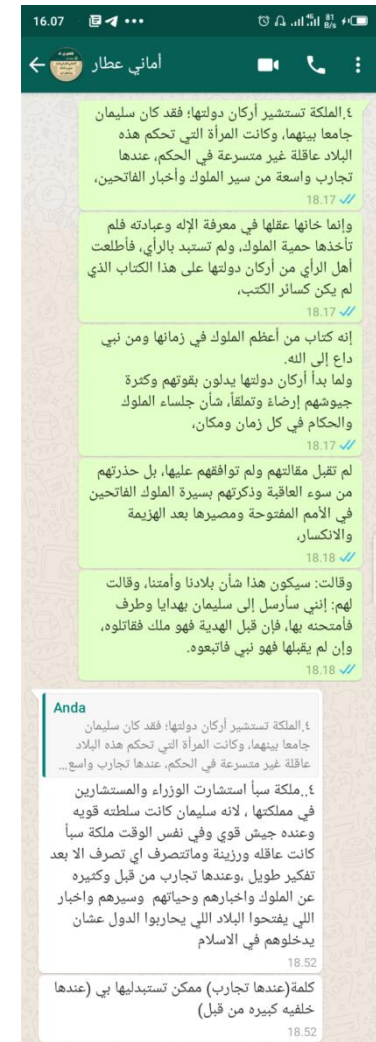 16.07
81 B/s
أماني عطار
٤.الملكة تستشير أركان دولتها؛ فقد كان سليمان
جامعا بينهما، وكانت المرأة التي تحكم هذه
البلاد عاقلة غير متسرعة في الحكم، عندها
تجارب واسعة من سير الملوك وأخبار الفاتحين،
18.17
وإنما خانها عقلها في معرفة الإله وعبادته فلم
تأخذها حمية الملوك، ولم تستبد بالرأي، فأطلعت
أهل الرأي من أركان دولتها على هذا الكتاب الذي
لم يكن كسائر الكتب،
18.17
إنه كتاب من أعظم الملوك في زمانها ومن نبي
داع إلى الله.
ولما بدأ أركان دولتها يدلون بقوتهم وكثرة
جيوشهم إرضاءً وتملقاً، شأن جلساء الملوك
والحكام في كل زمان ومكان،
18.17
لم تقبل مقالتهم ولم توافقهم عليها، بل حذرتهم
من سوء العاقبة وذكرتهم بسيرة الملوك الفاتحين
في الأمم المفتوحة ومصيرها بعد الهزيمة
والانكسار،
18.18
وقالت: سيكون هذا شأن بلادنا وأمتنا، وقالت
لهم: إنني سأرسل إلى سليمان بهدايا وطرف
فأمتحنه بها، فإن قبل الهدية فهو ملك فقاتلوه،
وإن لم يقبلها فهو نبي فاتبعوه.
18.18
Anda
٤.الملكة تستشير أركان دولتها؛ فقد كان سليمان
جامعا بينهما، وكانت المرأة التي تحكم هذه البلاد
عاقلة غير متسرعة في الحكم، عندها تجارب واسع...
٤..ملكة سبأ استشارت الوزراء والمستشارين
في مملكتها ، لانه سليمان كانت سلطته قويه
وعنده جيش قوي وفي نفس الوقت ملكة سبأ
كانت عاقله ورزينة وماتتصرف اي تصرف الا بعد
تفكير طويل ،وعندها تجارب من قبل وكثيره
عن الملوك واخبارهم وحياتهم وسيرهم واخبار
اللي يفتحوا البلاد اللي يحاربوا الدول عشان
يدخلوهم في الاسلام
18.52
كلمة(عندها تجارب) ممكن تستبدليها بي (عندها
خلفيه كبيره من قبل)
18.52